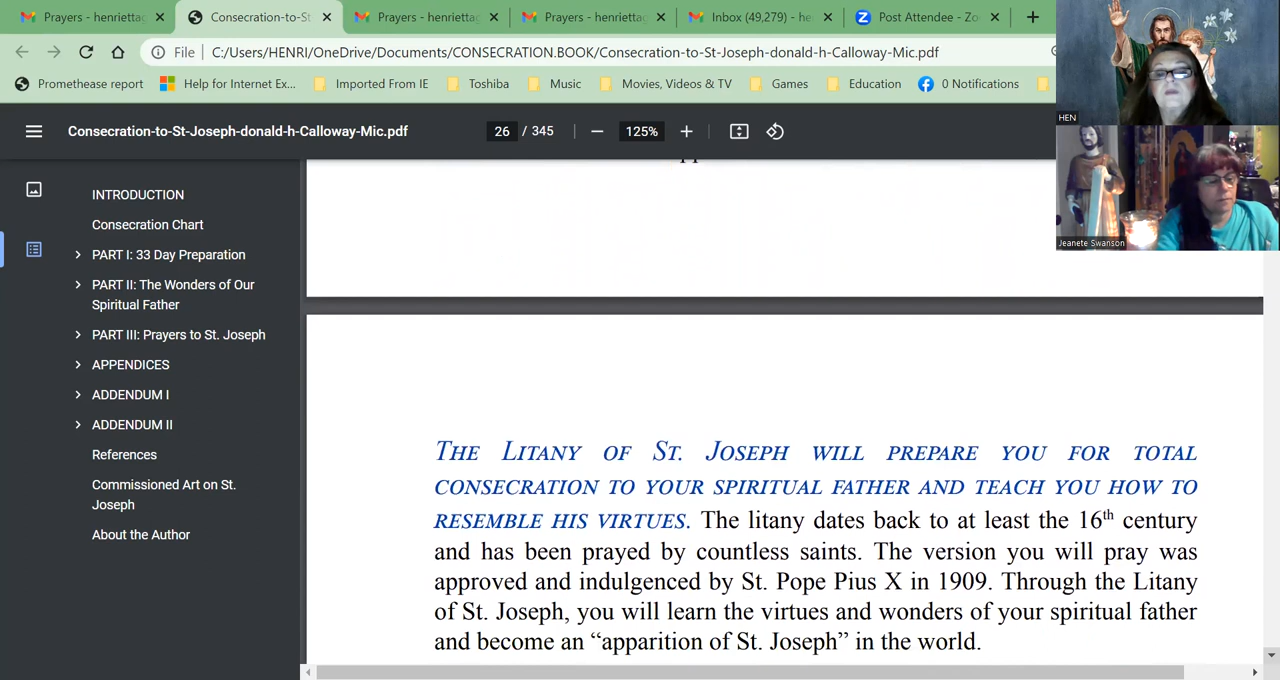 Prayers - henriettag
Consecration-to-St
Prayers - henriettag
Prayers - henriettag
Inbox (49,279) - he
Post Attendee - Zo
File
C:/Users/HENRI/OneDrive/Documents/CONSECRATION.BOOK/Consecration-to-St-Joseph-donald-h-Calloway-Mic.pdf
Promethease report
Help for Internet Ex...
Imported From IE
Toshiba
Music
Movies, Videos & TV
Games
Education
0 Notifications
HEN
Jeanete Swanson
Consecration-to-St-Joseph-donald-h-Calloway-Mic.pdf
26 / 345
125%
INTRODUCTION
Consecration Chart
PART I: 33 Day Preparation
PART II: The Wonders of Our
Spiritual Father
PART III: Prayers to St. Joseph
APPENDICES
ADDENDUM I
ADDENDUM II
References
Commissioned Art on St.
Joseph
About the Author
THE LITANY OF ST. JOSEPH WILL PREPARE YOU FOR TOTAL
CONSECRATION TO YOUR SPIRITUAL FATHER AND TEACH YOU HOW TO
RESEMBLE HIS VIRTUES. The litany dates back to at least the 16th century
and has been prayed by countless saints. The version you will pray was
approved and indulgenced by St. Pope Pius X in 1909. Through the Litany
of St. Joseph, you will learn the virtues and wonders of your spiritual father
and become an “apparition of St. Joseph” in the world.